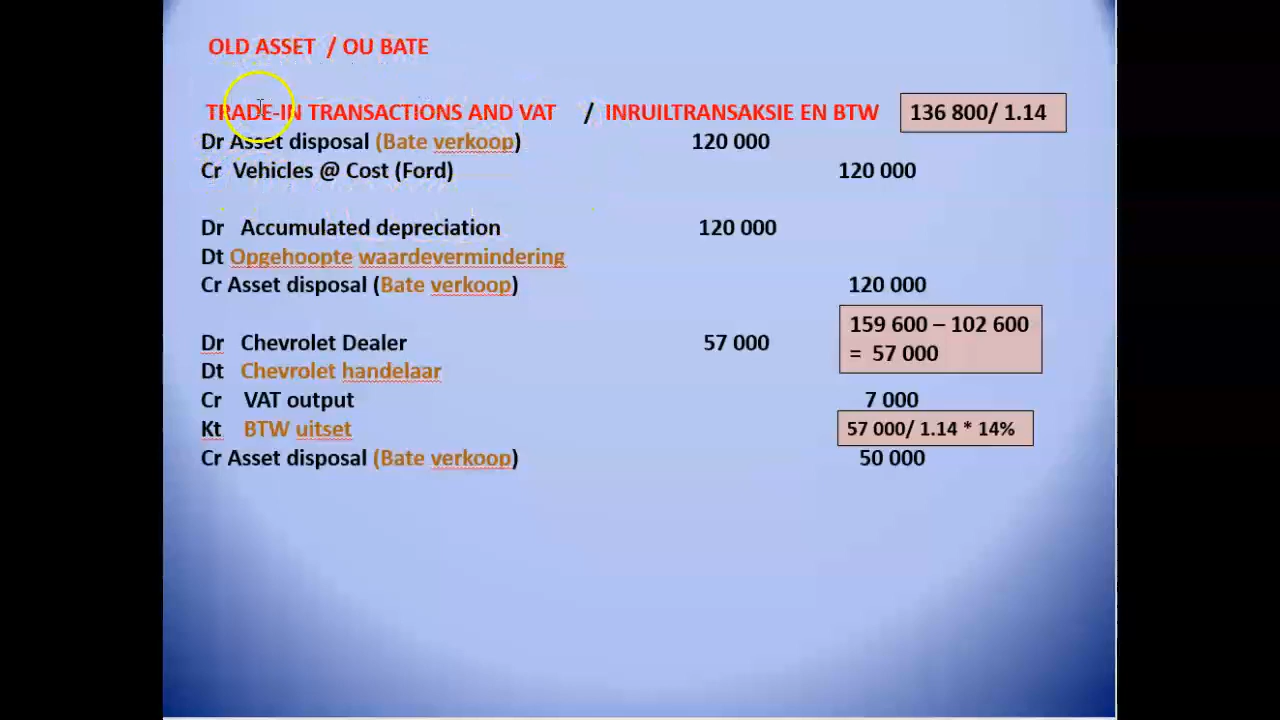 OLD ASSET / OU BATE
TRADE-IN TRANSACTIONS AND VAT / INRUILTRANSAKSIE EN BTW 136 800/ 1.14
Dr Asset disposal (Bate verkoop) 120 000
Cr Vehicles @ Cost (Ford) 120 000
Dr Accumulated depreciation 120 000
Dt Opgehoopte waardevermindering
Cr Asset disposal (Bate verkoop) 120 000
159 600 – 102 600
Dr Chevrolet Dealer 57 000 = 57 000
Dt Chevrolet handelaar
Cr VAT output 7 000
Kt BTW uitset 57 000/ 1.14 * 14%
Cr Asset disposal (Bate verkoop) 50 000